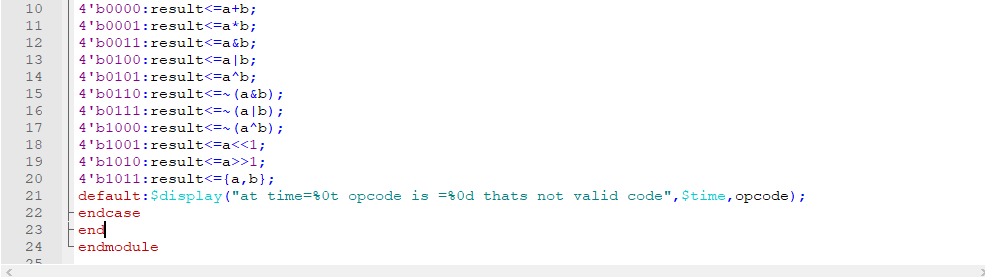 10 4'b0000:result<=a+b;
11 4'b0001:result<=a*b;
12 4'b0011:result<=a&b;
13 4'b0100:result<=a|b;
14 4'b0101:result<=a^b;
15 4'b0110:result<=~(a&b);
16 4'b0111:result<=~(a|b);
17 4'b1000:result<=~(a^b);
18 4'b1001:result<=a<<1;
19 4'b1010:result<=a>>1;
20 4'b1011:result<={a,b};
21 default:$display("at time=%0t opcode is =%0d thats not valid code",$time,opcode);
22 endcase
23 end
24 endmodule
25